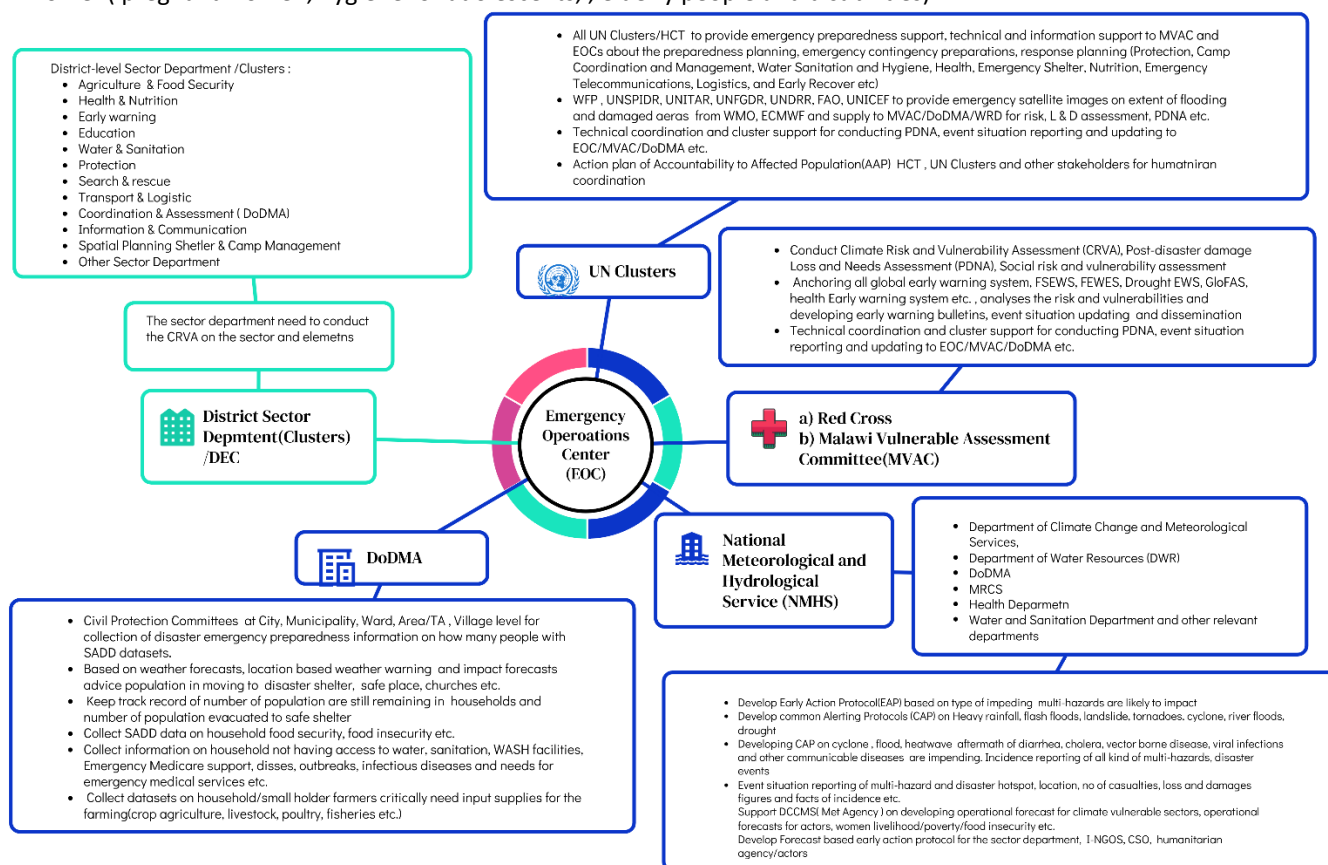 women ( pregnant women, hygiene for adolescents, , elderly people and disabilities)
• All UN Clusters/HCT to provide emergency preparedness support, technical and information support to MVAC and
EOCs about the preparedness planning, emergency contingency preparations, response planning (Protection, Camp
Coordination and Management, Water Sanitation and Hygiene, Health, Emergency Shelter, Nutrition, Emergency
Telecommunications, Logistics, and Early Recover etc)
• WFP , UNSPIDR, UNITAR, UNFGDR, UNDRR, FAO, UNICEF to provide emergency satellite images on extent of flooding
and damaged aeras from WMO, ECMWF and supply to MVAC/DoDMA/WRD for risk, L & D assessment, PDNA etc.
• Technical coordination and cluster support for conducting PDNA, event situation reporting and updating to
EOC/MVAC/DoDMA etc.
• Action plan of Accountability to Affected Population(AAP) HCT , UN Clusters and other stakeholders for humatniran
coordination
District-level Sector Department /Clusters :
• Agriculture & Food Security
• Health & Nutrition
• Early warning
• Education
• Water & Sanitation
• Protection
• Search & rescue
• Transport & Logistic
• Coordination & Assessment ( DoDMA)
• Information & Communication
• Spatial Planning Shetler & Camp Management
• Other Sector Department
UN Clusters
• Conduct Climate Risk and Vulnerability Assessment (CRVA), Post-disaster damage
Loss and Needs Assessment (PDNA), Social risk and vulnerability assessment
• Anchoring all global early warning system, FSEWS, FEWES, Drought EWS, GloFAS,
health Early warning system etc. , analyses the risk and vulnerabilities and
developing early warning bulletins, event situation updating and dissemination
• Technical coordination and cluster support for conducting PDNA, event situation
reporting and updating to EOC/MVAC/DoDMA etc.
The sector department need to conduct
the CRVA on the sector and elemetns
District Sector
Depmtent(Clusters)
/DEC
Emergency
Operoations
Center
(EOC)
a) Red Cross
b) Malawi Vulnerable Assessment
Committee(MVAC)
DoDMA
National
Meteorological and
Hydrological
Service (NMHS)
• Department of Climate Change and Meteorological
Services,
• Department of Water Resources (DWR)
• DoDMA
• MRCS
• Health Deparmetn
• Water and Sanitation Department and other relevant
departments
• Civil Protection Committees at City, Municipality, Ward, Area/TA , Village level for
collection of disaster emergency preparedness information on how many people with
SADD datasets.
• Based on weather forecasts, location based weather warning and impact forecasts
advice population in moving to disaster shelter, safe place, churches etc.
• Keep track record of number of population are still remaining in households and
number of population evacuated to safe shelter
• Collect SADD data on household food security, food insecurity etc.
• Collect information on household not having access to water, sanitation, WASH facilities,
Emergency Medicare support, disses, outbreaks, infectious diseases and needs for
emergency medical services etc.
• Collect datasets on household/small holder farmers critically need input supplies for the
farming(crop agriculture, livestock, poultry, fisheries etc.)
• Develop Early Action Protocol(EAP) based on type of impeding multi-hazards are likely to impact
• Develop common Alerting Protocols (CAP) on Heavy rainfall, flash floods, landslide, tornadoes. cyclone, river floods,
drought
• Developing CAP on cyclone , flood, heatwave aftermath of diarrhea, cholera, vector borne disease, viral infections
and other communicable diseases are impending. Incidence reporting of all kind of multi-hazards, disaster
events
• Event situation reporting of multi-hazard and disaster hotspot, location, no of casualties, loss and damages
figures and facts of incidence etc.
Support DCCMS( Met Agency ) on developing operational forecast for climate vulnerable sectors, operational
forecasts for actors, women livelihood/poverty/food insecurity etc.
Develop Forecast based early action protocol for the sector department, I-NGOS, CSO, humanitarian
agency/actors